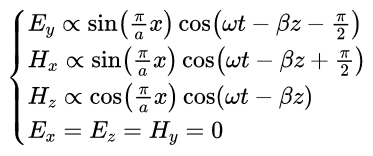 E_y ∝ sin(π/a x) cos(ωt − βz − π/2)
H_x ∝ sin(π/a x) cos(ωt − βz + π/2)
H_z ∝ cos(π/a x) cos(ωt − βz)
E_x = E_z = H_y = 0